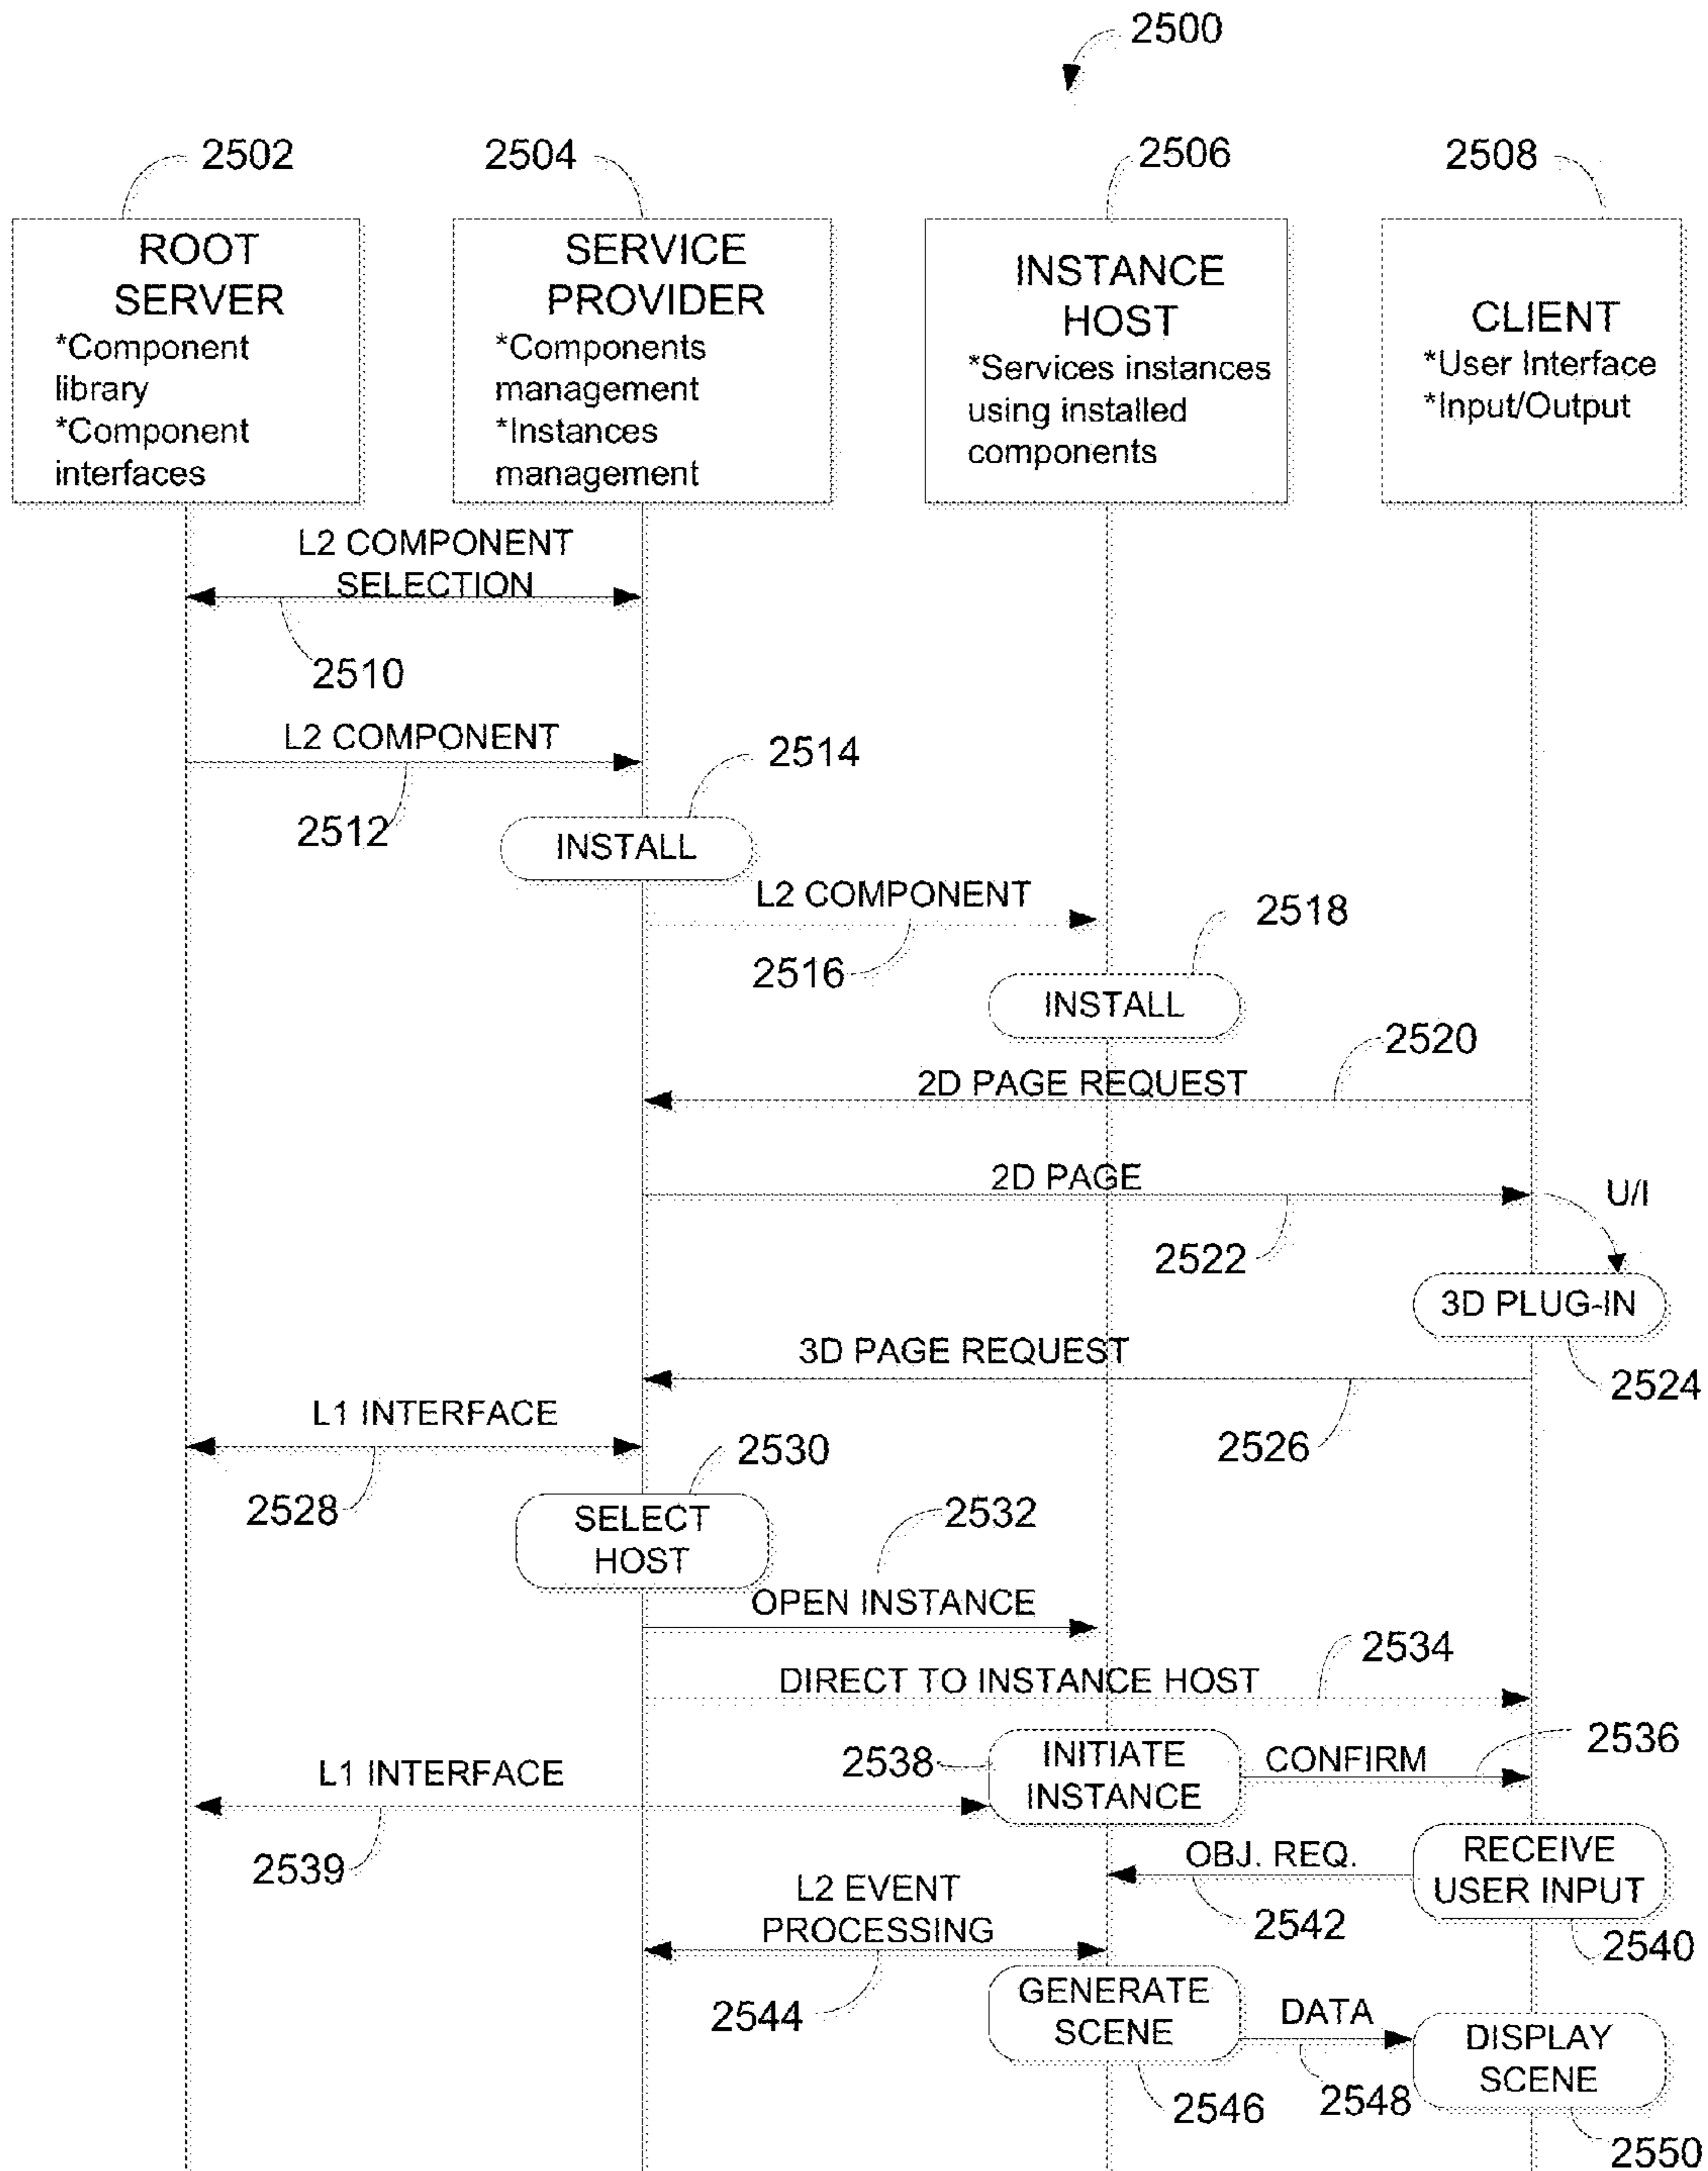 2500
2502
2504
2506
2508
ROOT
SERVER
*Component
library
*Component
interfaces
SERVICE
PROVIDER
*Components
management
*Instances
management
INSTANCE
HOST
*Services instances
using installed
components
CLIENT
*User Interface
*Input/Output
L2 COMPONENT
SELECTION
2510
L2 COMPONENT
2512
2514
INSTALL
L2 COMPONENT
2516
2518
INSTALL
2520
2D PAGE REQUEST
2D PAGE
2522
U/I
3D PLUG-IN
2524
3D PAGE REQUEST
2526
L1 INTERFACE
2528
2530
SELECT
HOST
2532
OPEN INSTANCE
2534
DIRECT TO INSTANCE HOST
2536
2538
INITIATE
INSTANCE
CONFIRM
L1 INTERFACE
2539
OBJ. REQ.
2542
RECEIVE
USER INPUT
2540
L2 EVENT
PROCESSING
2544
GENERATE
SCENE
2546
DATA
2548
DISPLAY
SCENE
2550